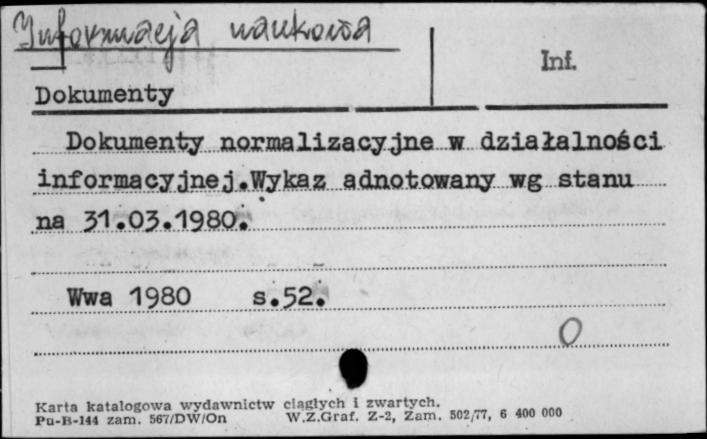 Informacja naukowa
Inf.
Dokumenty
Dokumenty normalizacyjne w działalności
informacyjnej.Wykaz adnotowany wg stanu
na 31.03.1980.
Wwa 1980 s.52.
O
Karta katalogowa wydawnictw ciągłych i zwartych.
Pu-B-144 zam. 567/DW/On W.Z.Graf. Z-2, Zam. 502/77, 6 400 000